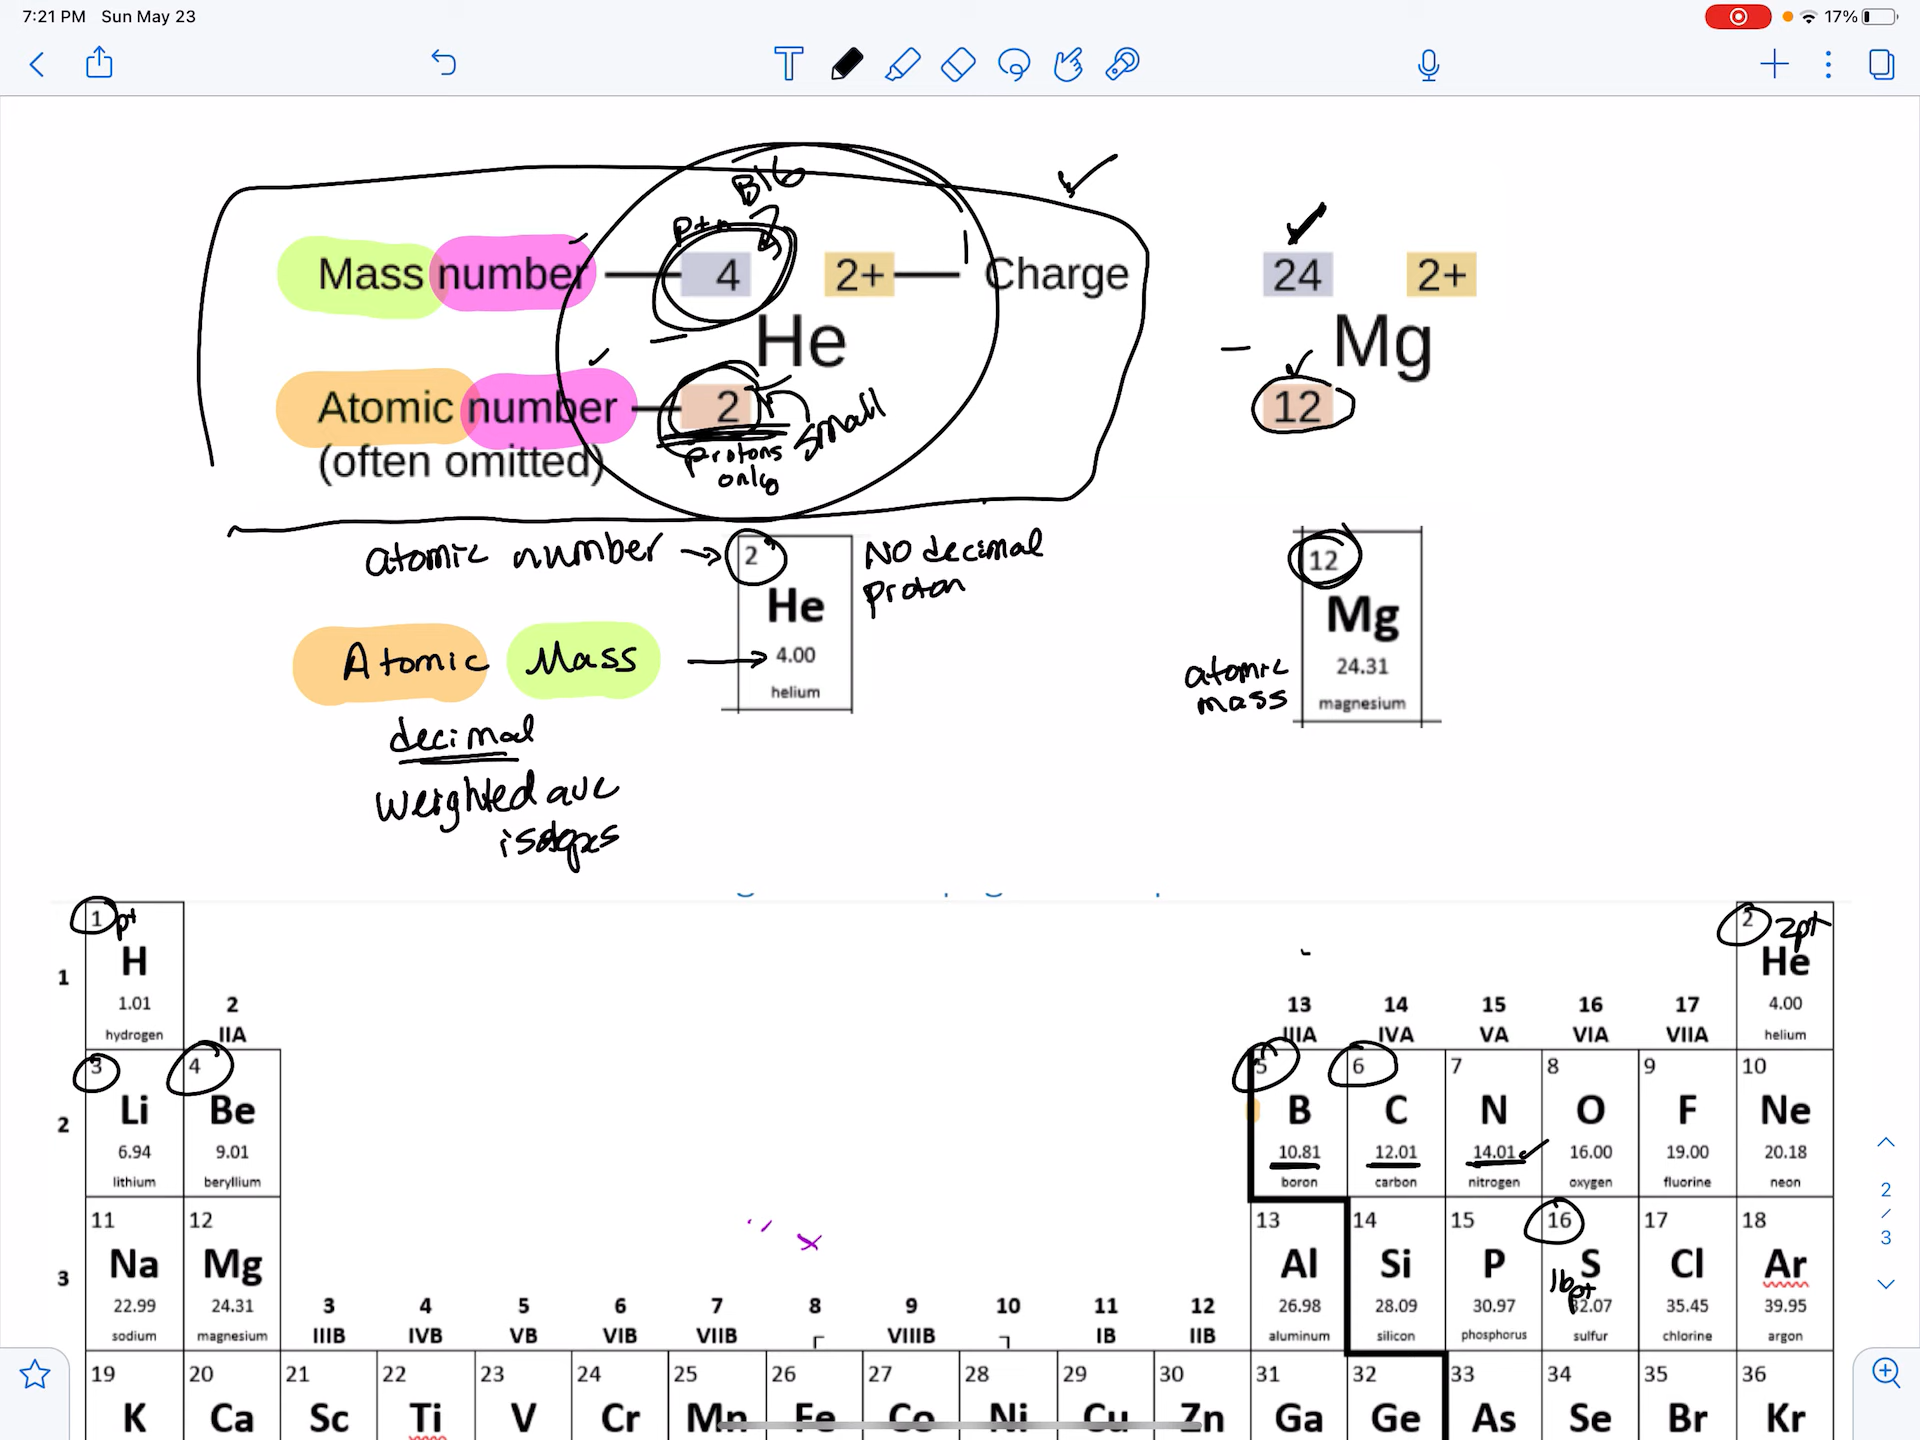 7:21 PM Sun May 23
17%
BIG
p+n
Mass number 4 2+ Charge
He
Atomic number 2 small
(often omitted) protons
only
24 2+
Mg
12
atomic number → 2 NO decimal
proton
He
Atomic Mass → 4.00
helium
decimal
weighted ave
isotopes
12
Mg
atomic 24.31
mass magnesium
1 p+ 2 2p+
1 H He
1.01 2 13 14 15 16 17 4.00
hydrogen IIA IIIA IVA VA VIA VIIA helium
3 4 5 6 7 8 9 10
2 Li Be B C N O F Ne
6.94 9.01 10.81 12.01 14.01 16.00 19.00 20.18
lithium beryllium boron carbon nitrogen oxygen fluorine neon
11 12 13 14 15 16 17 18
3 Na Mg Al Si P S Cl Ar
16p+
22.99 24.31 3 4 5 6 7 8 9 10 11 12 26.98 28.09 30.97 32.07 35.45 39.95
sodium magnesium IIIB IVB VB VIB VIIB VIIIB IB IIB aluminum silicon phosphorus sulfur chlorine argon
19 20 21 22 23 24 25 26 27 28 29 30 31 32 33 34 35 36
K Ca Sc Ti V Cr Mn Fe Co Ni Cu Zn Ga Ge As Se Br Kr
2
/
3